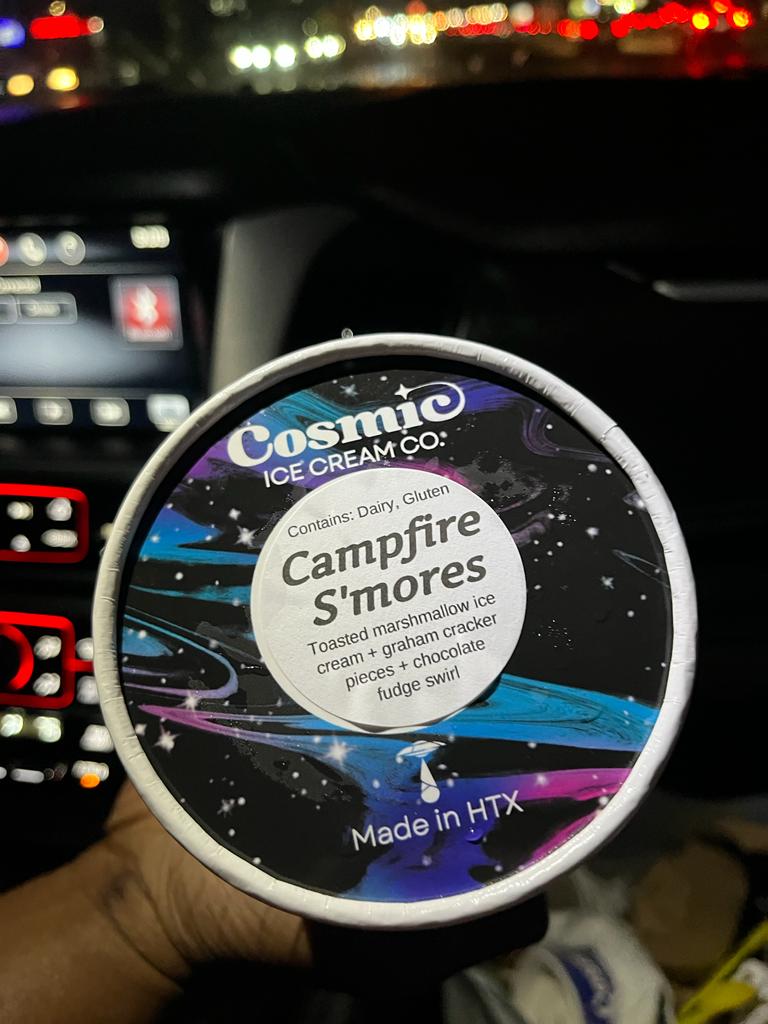 Cosmic
ICE CREAM CO.
Contains: Dairy, Gluten
Campfire
S'mores
Toasted marshmallow ice
cream + graham cracker
pieces + chocolate
fudge swirl
Made in HTX